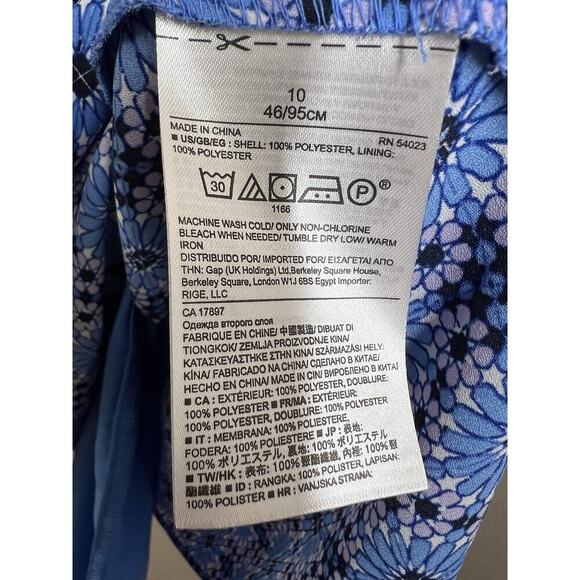 10
46/95CM
MADE IN CHINA RN 54023
■ US/GB/EG : SHELL: 100% POLYESTER, LINING:
100% POLYESTER
30 P®
1166
MACHINE WASH COLD/ ONLY NON-CHLORINE
BLEACH WHEN NEEDED/ TUMBLE DRY LOW/ WARM
IRON
DISTRIBUIDO POR/ IMPORTED FOR/ ΕΙΣΑΓΕΤΑΙ ΑΠΟ
ΤΗΝ: Gap (UK Holdings) Ltd,Berkeley Square House,
Berkeley Square, London W1J 6BS Egypt Importer:
RIGE, LLC
CA 17897
Одежда второго слоя
FABRIQUE EN CHINE/ 中國製造/ DIBUAT DI
TIONGKOK/ ZEMLJA PROIZVODNJE KINA/
ΚΑΤΑΣΚΕΥΑΣΤΗΚΕ ΣΤΗΝ ΚΙΝΑ/ SZÁRMAZÁSI HELY:
KÍNA/ FABRICADO NA CHINA/ СДЕЛАНО В КИТАЕ/
HECHO EN CHINA/ MADE IN CIN/ ВИРОБЛЕНО В КИТАЇ
■ CA : EXTÉRIEUR: 100% POLYESTER, DOUBLURE:
100% POLYESTER ■ FR/MA : EXTÉRIEUR:
100% POLYESTER, DOUBLURE: 100% POLYESTER
■ IT : MEMBRANA: 100% POLIESTERE,
FODERA: 100% POLIESTERE ■ JP : 表地:
100% ポリエステル, 裏地: 100% ポリエステル
■ TW/HK : 表布: 100% 聚酯纖維, 內裡: 100% 聚
酯纖維 ■ ID : RANGKA: 100% POLISTER, LAPISAN:
100% POLISTER ■ HR : VANJSKA STRANA: